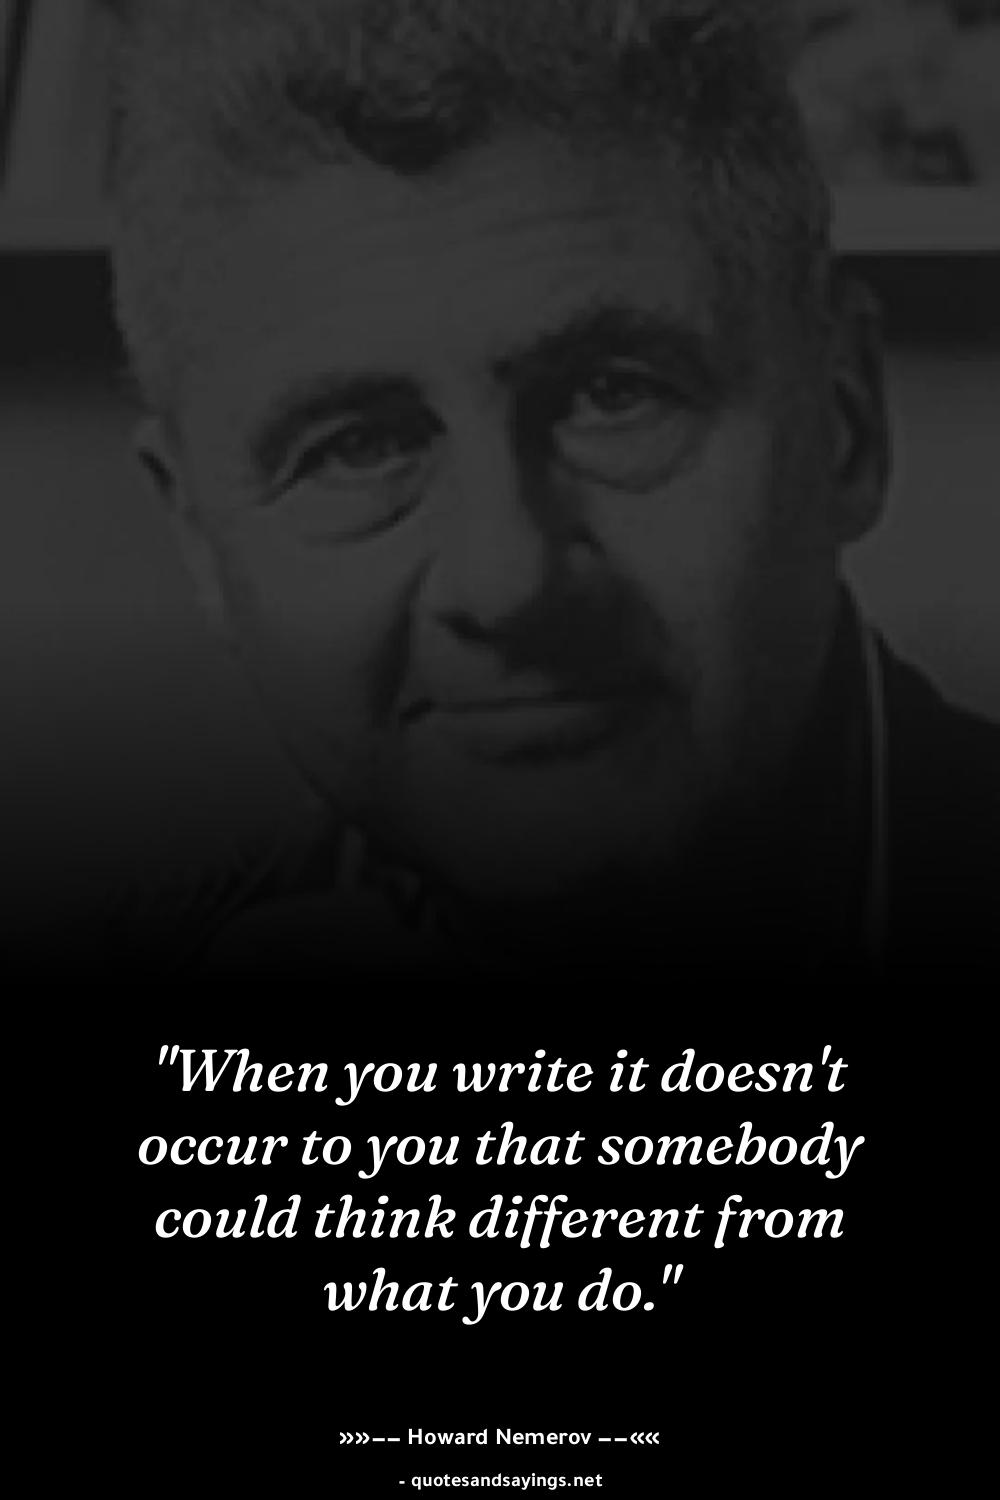 "When you write it doesn't
occur to you that somebody
could think different from
what you do."
»»−− Howard Nemerov −−««
- quotesandsayings.net